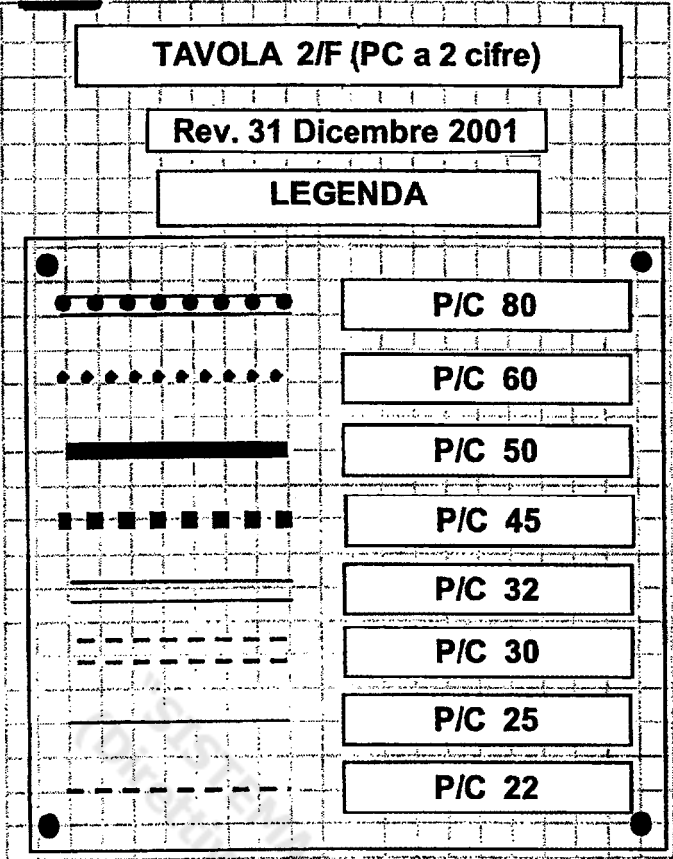 TAVOLA 2/F (PC a 2 cifre)
Rev. 31 Dicembre 2001
LEGENDA
P/C 80
P/C 60
P/C 50
P/C 45
P/C 32
P/C 30
P/C 25
P/C 22